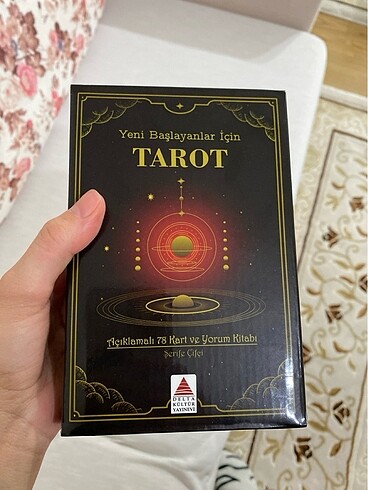 Yeni Başlayanlar İçin
TAROT
Açıklamalı 78 Kart ve Yorum Kitabı
Şerife Çifçi
DELTA
KÜLTÜR
YAYINEVİ